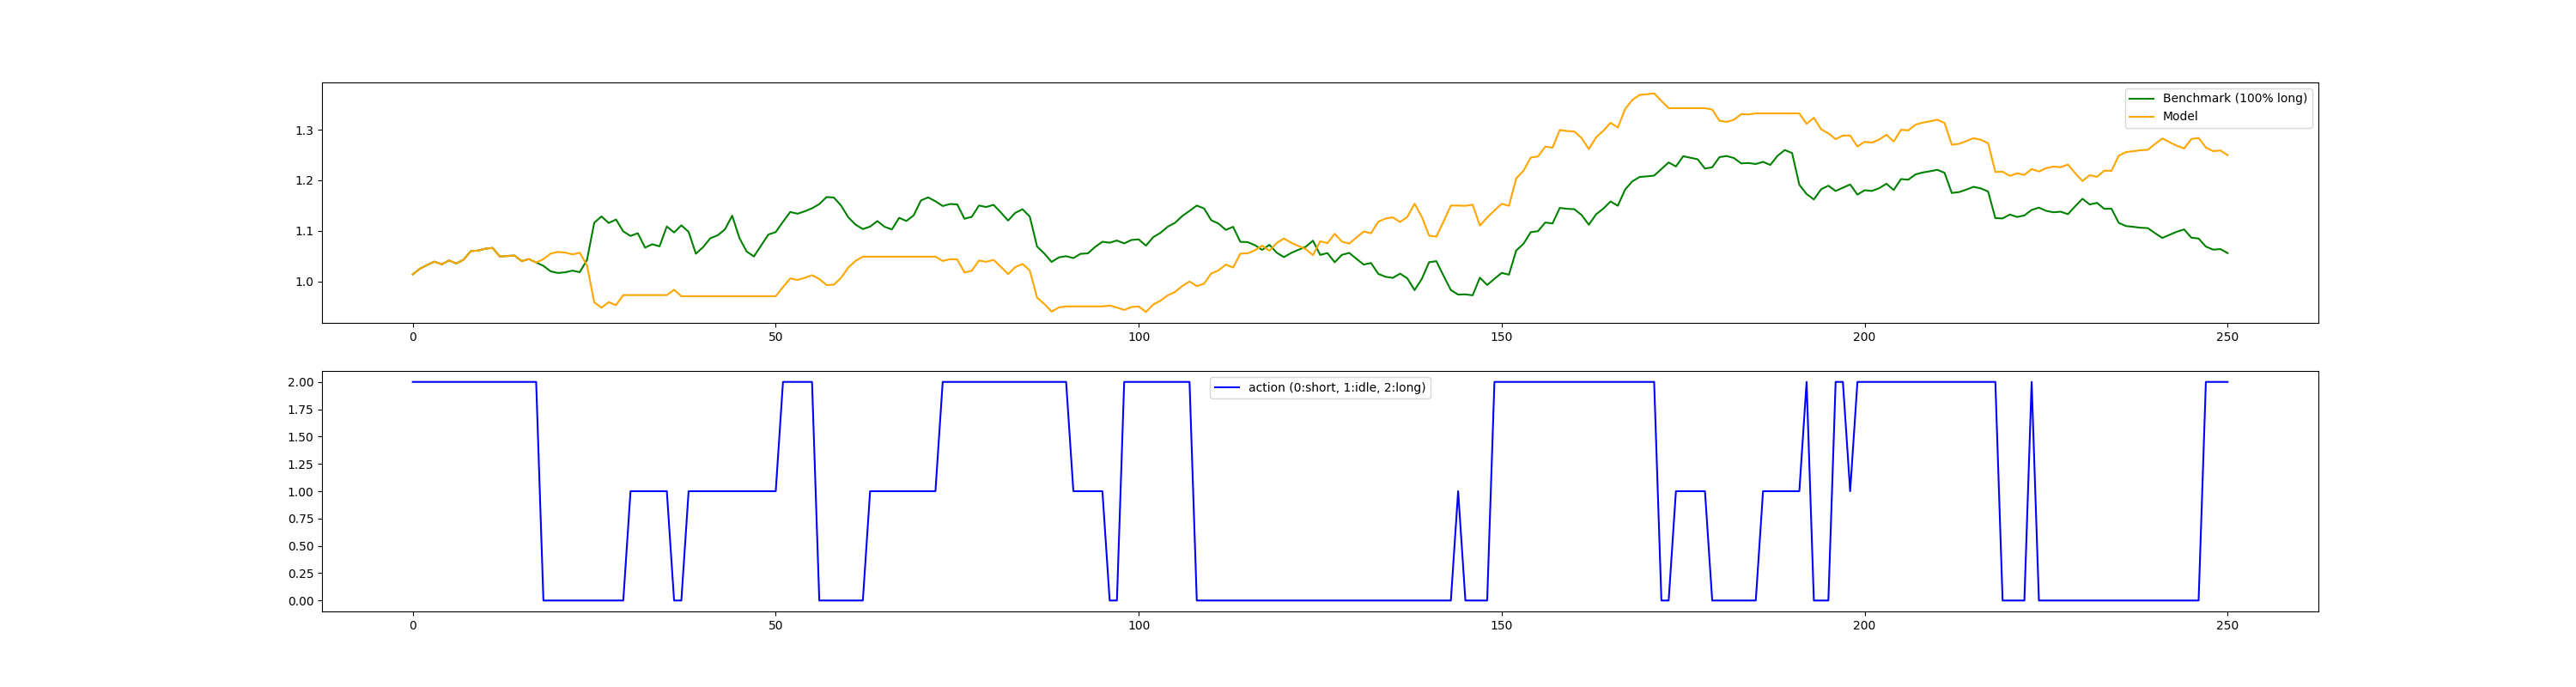 Benchmark (100% long)
Model
1.3
1.2
1.1
1.0
0 50 100 150 200 250
action (0:short, 1:idle, 2:long)
2.00
1.75
1.50
1.25
1.00
0.75
0.50
0.25
0.00
0 50 100 150 200 250